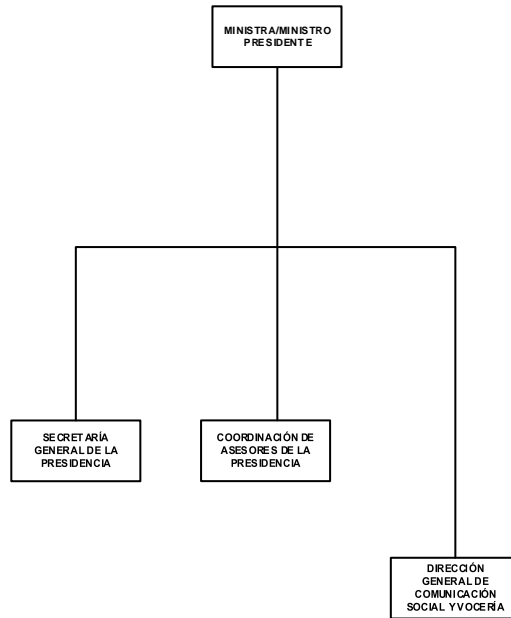 MINISTRA/MINISTRO
PRESIDENTE
SECRETARÍA
GENERAL DE LA
PRESIDENCIA
COORDINACIÓN DE
ASESORES DE LA
PRESIDENCIA
DIRECCIÓN
GENERAL DE
COMUNICACIÓN
SOCIAL Y VOCERÍA